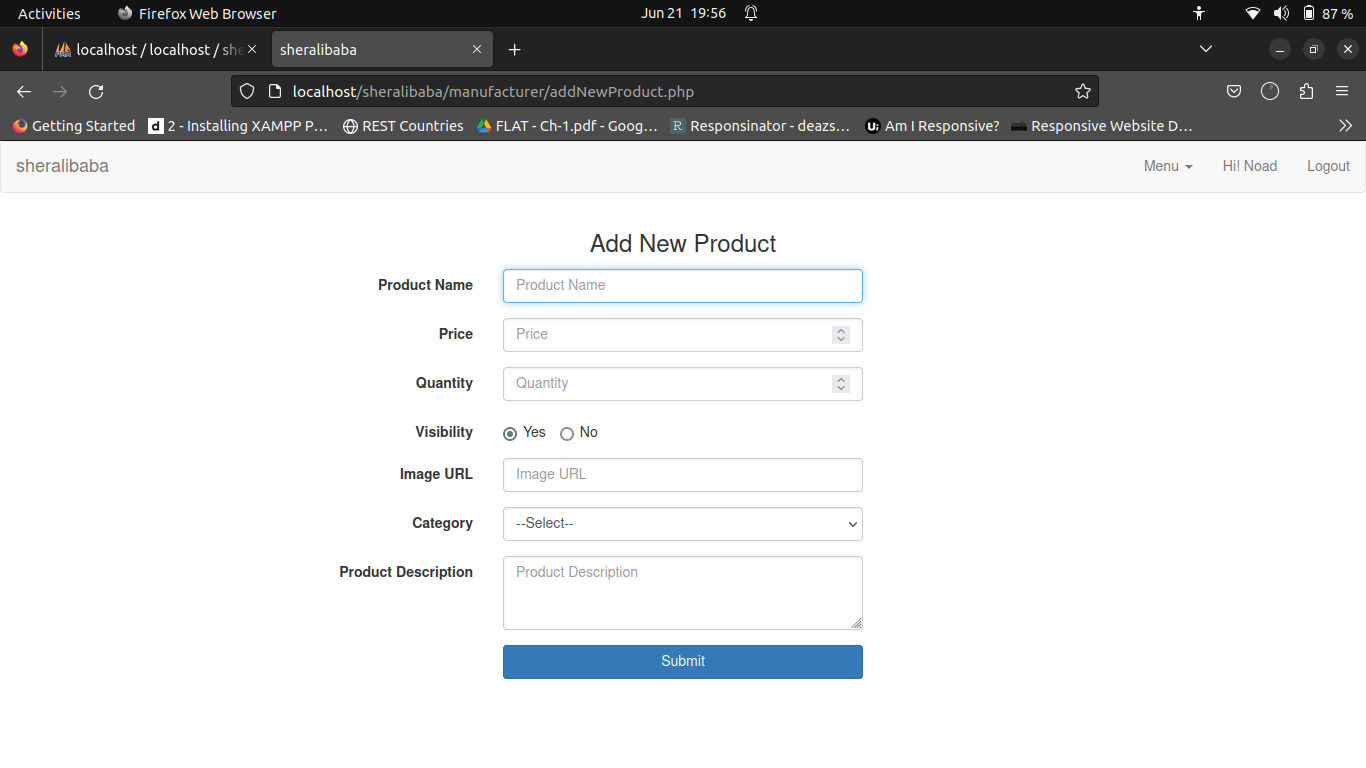 Activities Firefox Web Browser Jun 21 19:56 87 %
localhost / localhost / she sheralibaba
localhost/sheralibaba/manufacturer/addNewProduct.php
Getting Started 2 - Installing XAMPP P… REST Countries FLAT - Ch-1.pdf - Goog… R Responsinator - deazs… Am I Responsive? Responsive Website D…
sheralibaba Menu Hi! Noad Logout
Add New Product
Product Name Product Name
Price Price
Quantity Quantity
Visibility Yes No
Image URL Image URL
Category --Select--
Product Description Product Description
Submit